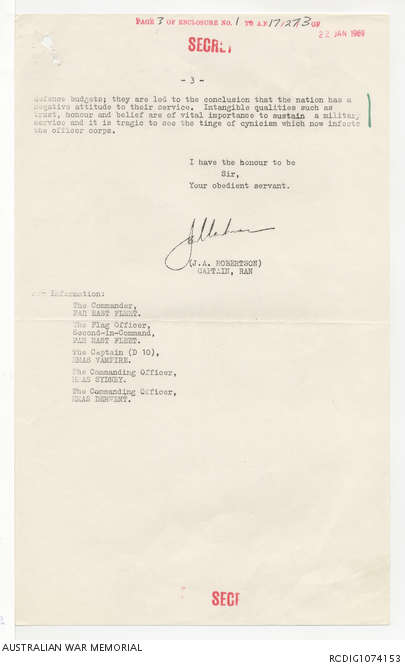 PAGE 3 OF ENCLOSURE NO. 1 TO A.F.
22 JAN 1969
SECRET
- 3 -
defence budgets; they are led to the conclusion that the nation has a
negative attitude to their service. Intangible qualities such as
trust, honour and belief are of vital importance to sustain a military
service and it is tragic to see the tinge of cynicism which now infects
the officer corps.
I have the honour to be
Sir,
Your obedient servant.
(J.A. ROBERTSON)
CAPTAIN, RAN
For Information:
The Commander,
FAR EAST FLEET.
The Flag Officer,
Second-In-Command,
FAR EAST FLEET.
The Captain (D 10),
HMAS VAMPIRE.
The Commanding Officer,
HMAS SYDNEY.
The Commanding Officer,
HMAS DERWENT.
SECR
AUSTRALIAN WAR MEMORIAL
RCDIG1074153